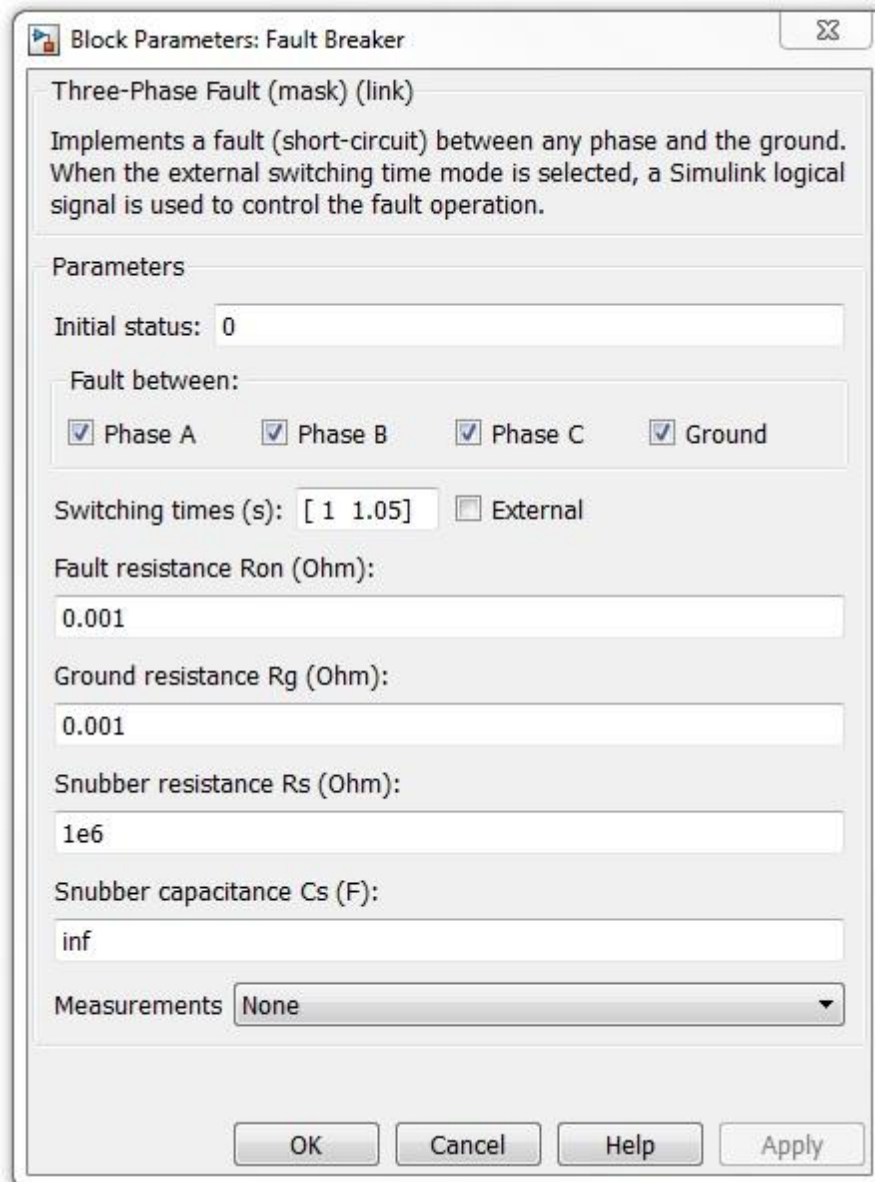 Block Parameters: Fault Breaker
Three-Phase Fault (mask) (link)
Implements a fault (short-circuit) between any phase and the ground.
When the external switching time mode is selected, a Simulink logical
signal is used to control the fault operation.
Parameters
Initial status: 0
Fault between:
Phase A Phase B Phase C Ground
Switching times (s): [ 1 1.05] External
Fault resistance Ron (Ohm):
0.001
Ground resistance Rg (Ohm):
0.001
Snubber resistance Rs (Ohm):
1e6
Snubber capacitance Cs (F):
inf
Measurements None
OK Cancel Help Apply